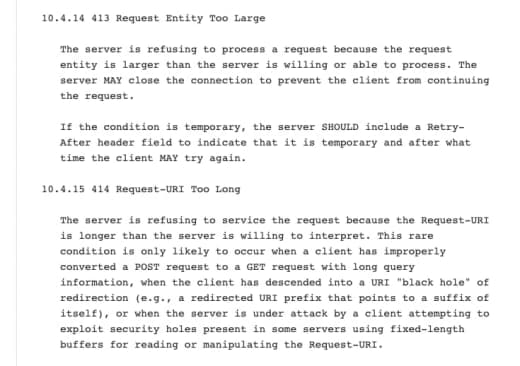 10.4.14 413 Request Entity Too Large
The server is refusing to process a request because the request
entity is larger than the server is willing or able to process. The
server MAY close the connection to prevent the client from continuing
the request.
If the condition is temporary, the server SHOULD include a Retry-
After header field to indicate that it is temporary and after what
time the client MAY try again.
10.4.15 414 Request-URI Too Long
The server is refusing to service the request because the Request-URI
is longer than the server is willing to interpret. This rare
condition is only likely to occur when a client has improperly
converted a POST request to a GET request with long query
information, when the client has descended into a URI "black hole" of
redirection (e.g., a redirected URI prefix that points to a suffix of
itself), or when the server is under attack by a client attempting to
exploit security holes present in some servers using fixed-length
buffers for reading or manipulating the Request-URI.